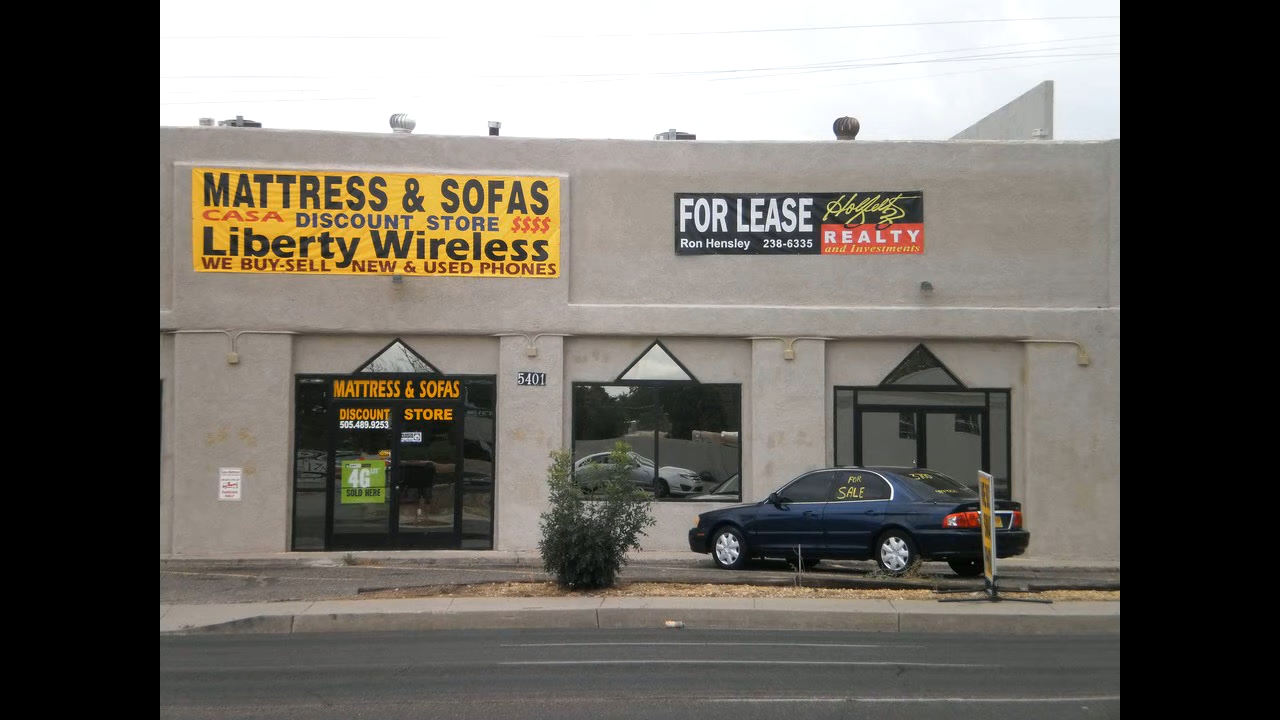 MATTRESS & SOFAS
CASA DISCOUNT STORE $$$$
Liberty Wireless
WE BUY-SELL NEW & USED PHONES
FOR LEASE
Ron Hensley 238-6335
REALTY
and Investments
5401
MATTRESS & SOFAS
DISCOUNT STORE
505.489.9253
4G
SOLD HERE
FOR
SALE